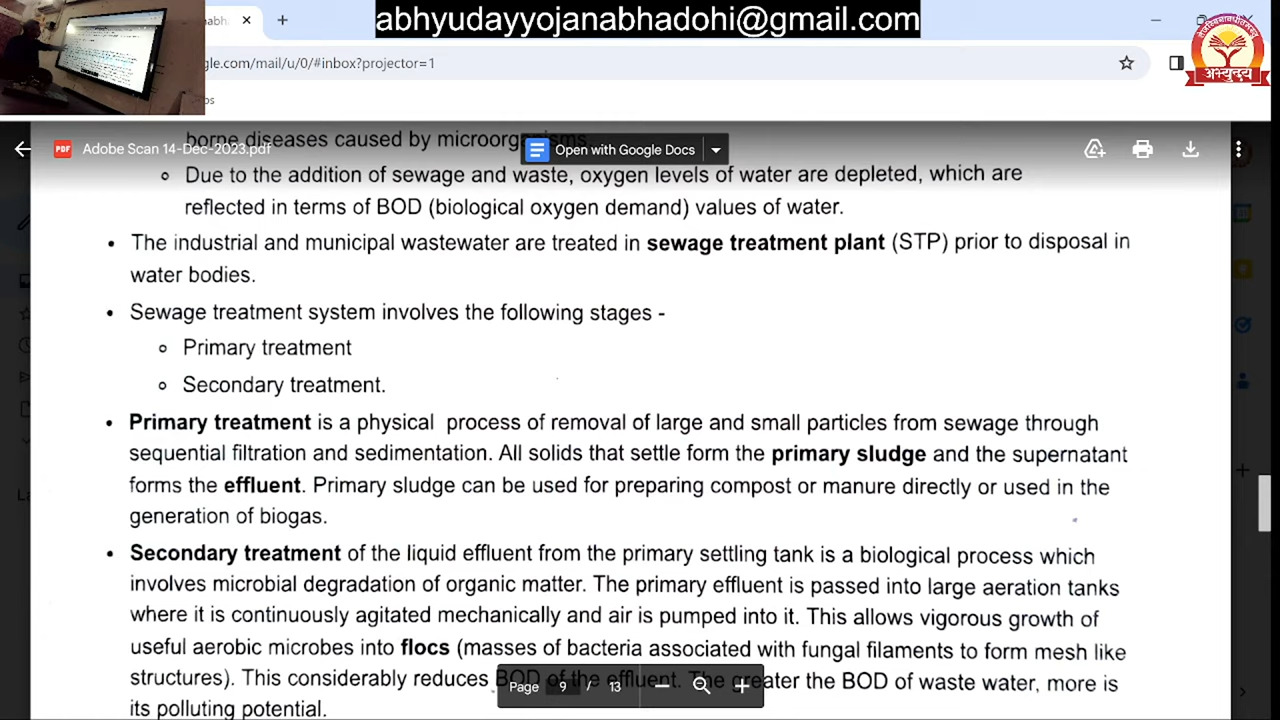 abhyudayyojanabhadohi@gmail.com
gle.com/mail/u/0/#inbox?projector=1
अभ्युदय
Adobe Scan 14-Dec-2023.pdf
Open with Google Docs
borne diseases caused by microorganisms.
Due to the addition of sewage and waste, oxygen levels of water are depleted, which are
reflected in terms of BOD (biological oxygen demand) values of water.
The industrial and municipal wastewater are treated in sewage treatment plant (STP) prior to disposal in
water bodies.
Sewage treatment system involves the following stages -
Primary treatment
Secondary treatment.
Primary treatment is a physical process of removal of large and small particles from sewage through
sequential filtration and sedimentation. All solids that settle form the primary sludge and the supernatant
forms the effluent. Primary sludge can be used for preparing compost or manure directly or used in the
generation of biogas.
Secondary treatment of the liquid effluent from the primary settling tank is a biological process which
involves microbial degradation of organic matter. The primary effluent is passed into large aeration tanks
where it is continuously agitated mechanically and air is pumped into it. This allows vigorous growth of
useful aerobic microbes into flocs (masses of bacteria associated with fungal filaments to form mesh like
structures). This considerably reduces BOD of the effluent. The greater the BOD of waste water, more is
its polluting potential.
Page 9 / 13